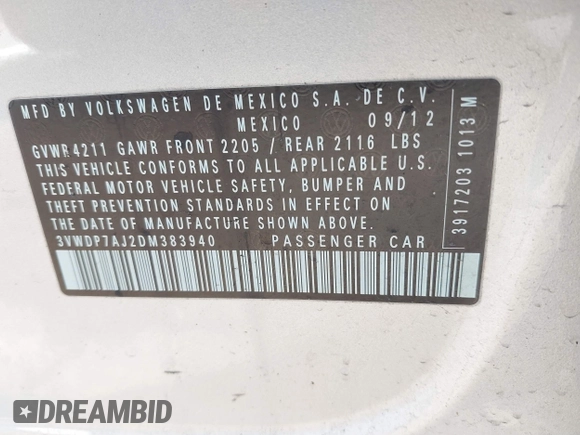 MFD BY VOLKSWAGEN DE MEXICO S.A. DE C.V.
MEXICO 09/12
GVWR4211 GAWR FRONT 2205 / REAR 2116 LBS
THIS VEHICLE CONFORMS TO ALL APPLICABLE U.S.
FEDERAL MOTOR VEHICLE SAFETY, BUMPER AND
THEFT PREVENTION STANDARDS IN EFFECT ON
THE DATE OF MANUFACTURE SHOWN ABOVE.
3VWDP7AJ2DM383940 PASSENGER CAR
3917203 1013 M
DREAMBID